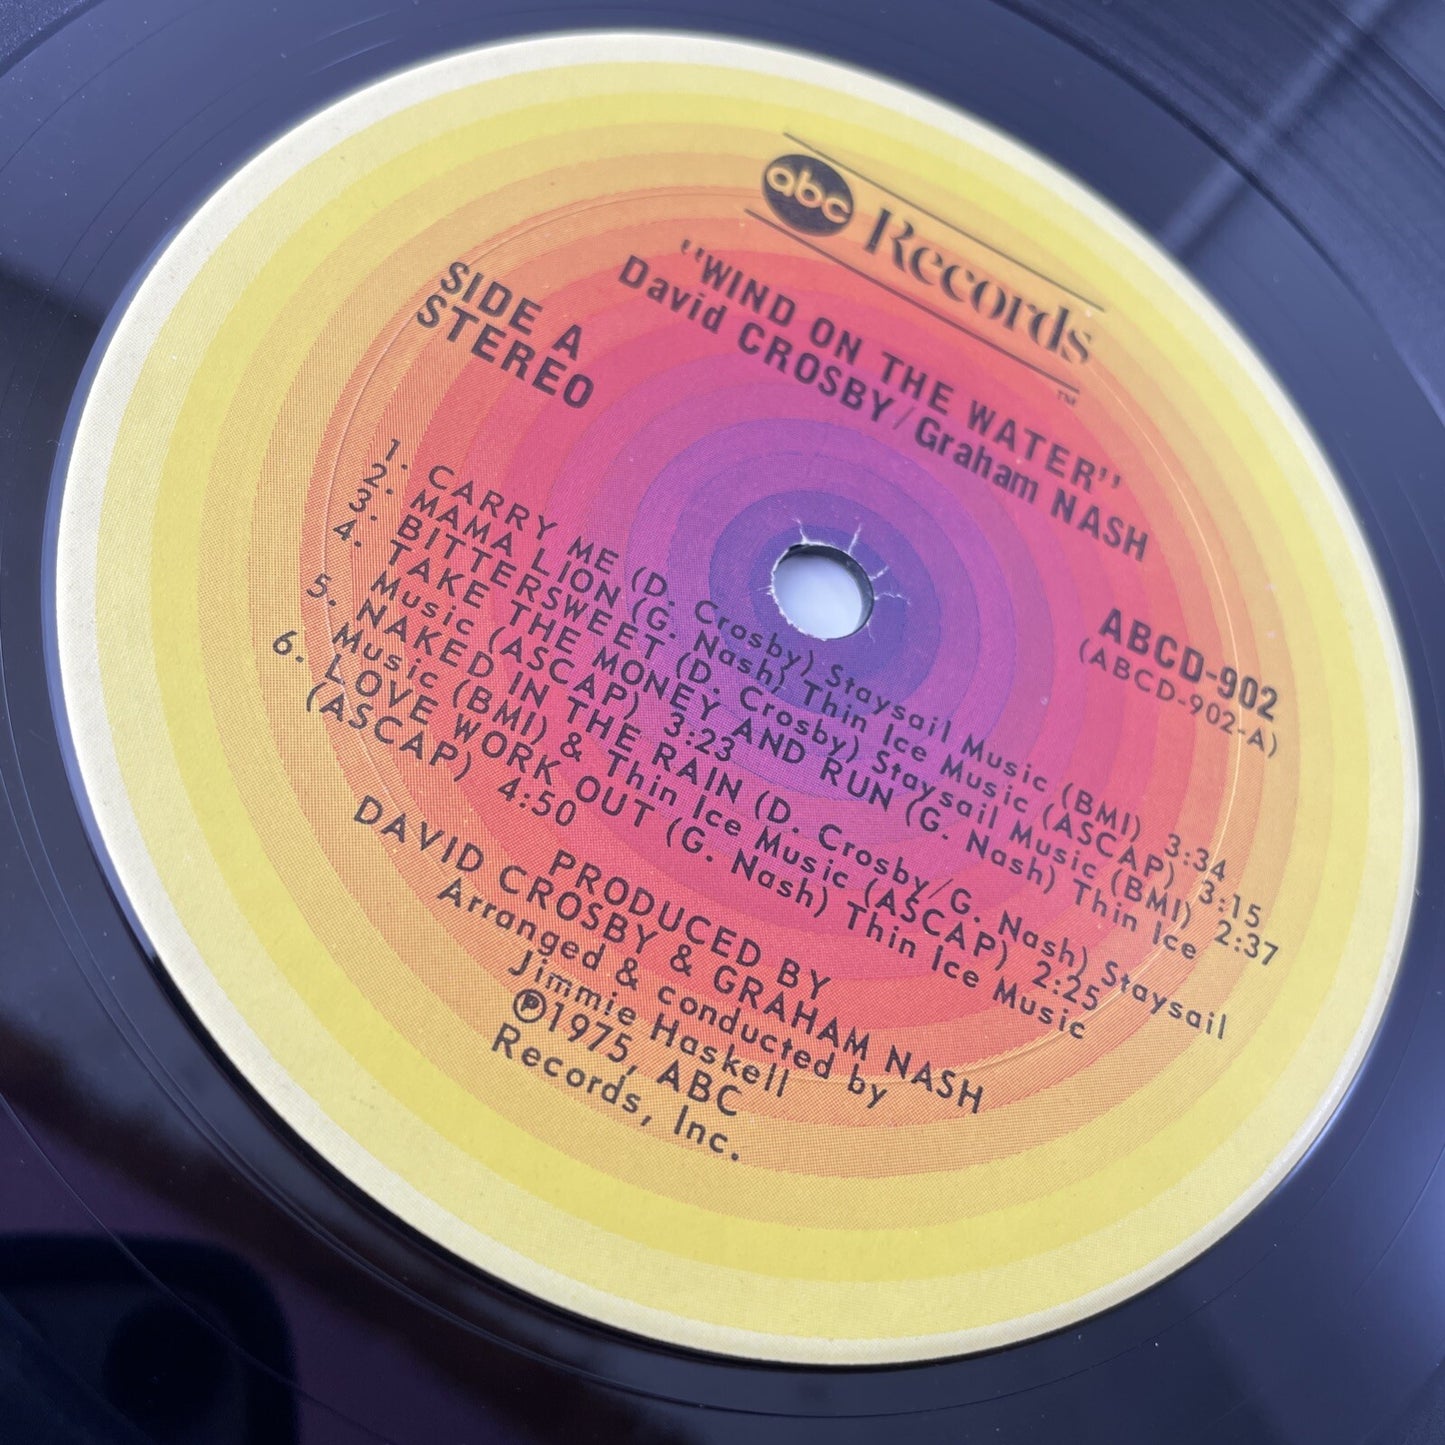 abc Records
TM
"WIND ON THE WATER"
David CROSBY/Graham NASH
SIDE A
STEREO
ABCD-902
(ABCD-902-A)
1. CARRY ME (D. Crosby) Staysail Music (BMI) 3:34
2. MAMA LION (G. Nash) Thin Ice Music (ASCAP) 3:15
3. BITTERSWEET (D. Crosby) Staysail Music (BMI) 2:37
4. TAKE THE MONEY AND RUN (G. Nash) Thin Ice
Music (ASCAP) 3:23
5. NAKED IN THE RAIN (D. Crosby/G. Nash) Staysail
Music (BMI) & Thin Ice Music (ASCAP) 2:25
6. LOVE WORK OUT (G. Nash) Thin Ice Music
(ASCAP) 4:50
PRODUCED BY
DAVID CROSBY & GRAHAM NASH
Arranged & conducted by
Jimmie Haskell
℗1975, ABC
Records, Inc.